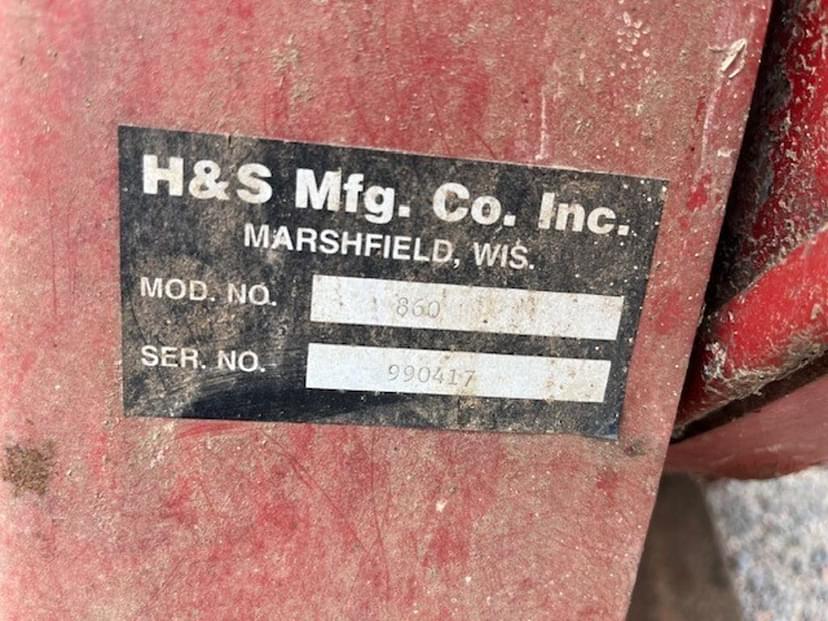 H&S Mfg. Co. Inc.
MARSHFIELD, WIS.
MOD. NO. 860
SER. NO. 990417